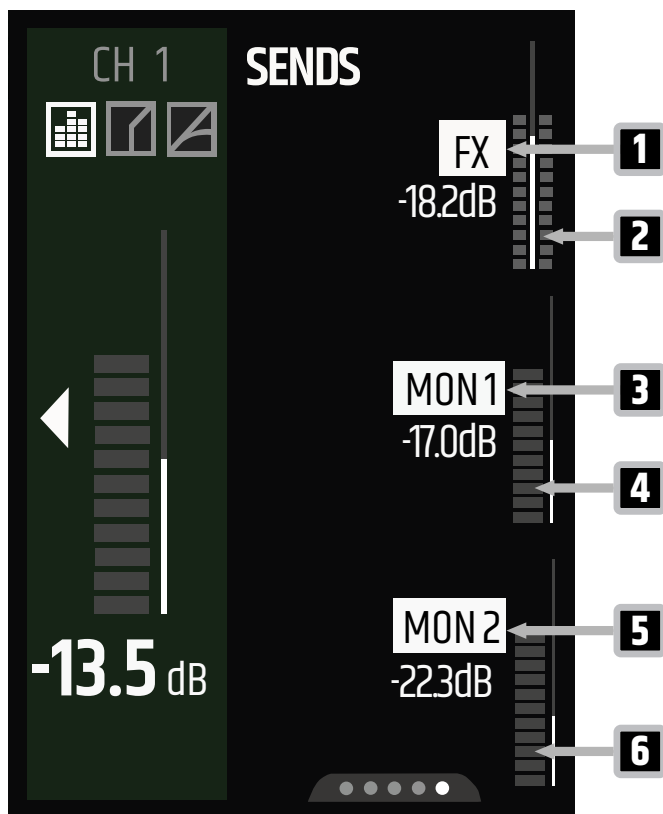 CH 1
SENDS
FX
-18.2dB
1
2
MON 1
-17.0dB
3
4
MON 2
-22.3dB
5
6
-13.5 dB